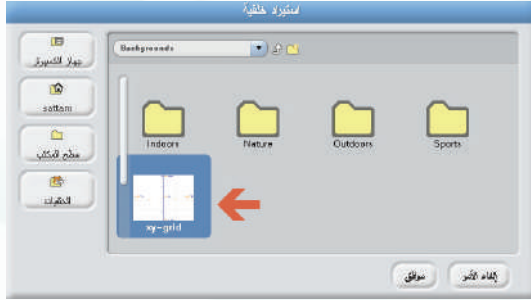 استيراد خلفية
جهاز الكمبيوتر
Backgrounds
sattam
سطح المكتب
الخلفيات
Indoors
Nature
Outdoors
Sports
xy-grid
إلغاء الأمر
موافق